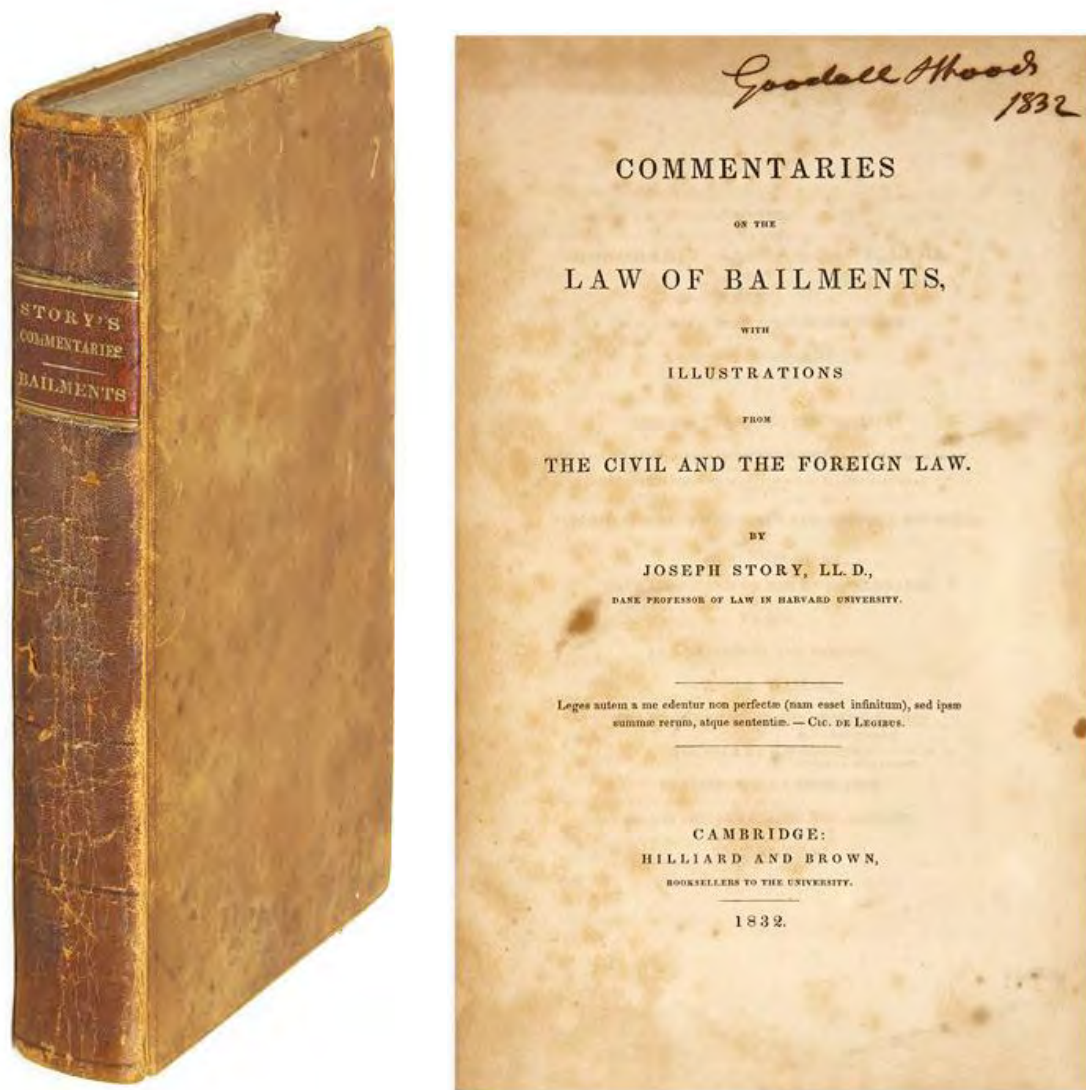 STORY'S
COMMENTARIES
BAILMENTS
Goodall
1832
COMMENTARIES
ON THE
LAW OF BAILMENTS,
WITH
ILLUSTRATIONS
FROM
THE CIVIL AND THE FOREIGN LAW.
BY
JOSEPH STORY, LL. D.,
DANE PROFESSOR OF LAW IN HARVARD UNIVERSITY.
Leges autem a me edentur non perfectæ (nam esset infinitum), sed ipsæ
summæ rerum, atque sententiæ. — CIC. DE LEGIBUS.
CAMBRIDGE:
HILLIARD AND BROWN,
BOOKSELLERS TO THE UNIVERSITY.
1832.